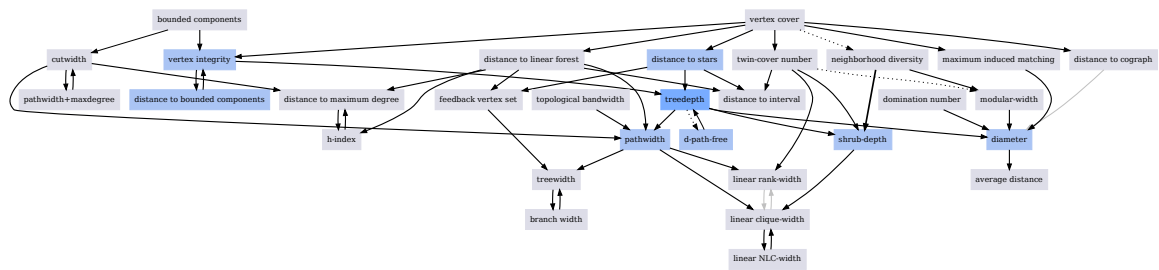 bounded components
vertex cover
cutwidth
vertex integrity
distance to linear forest
distance to stars
twin-cover number
neighborhood diversity
maximum induced matching
distance to cograph
pathwidth+maxdegree
distance to bounded components
distance to maximum degree
feedback vertex set
topological bandwidth
treedepth
distance to interval
domination number
modular-width
h-index
pathwidth
d-path-free
shrub-depth
diameter
treewidth
linear rank-width
average distance
branch width
linear clique-width
linear NLC-width